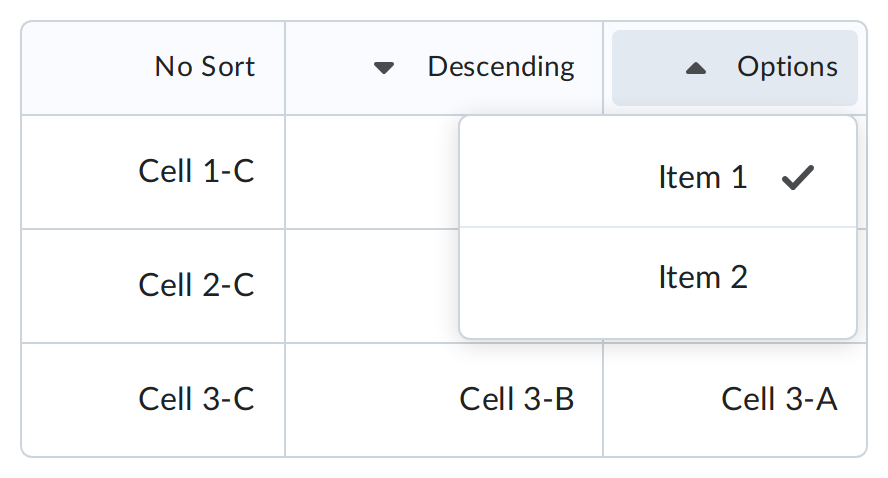 No Sort Descending Options
Cell 1-C
Item 1
Cell 2-C
Item 2
Cell 3-C Cell 3-B Cell 3-A